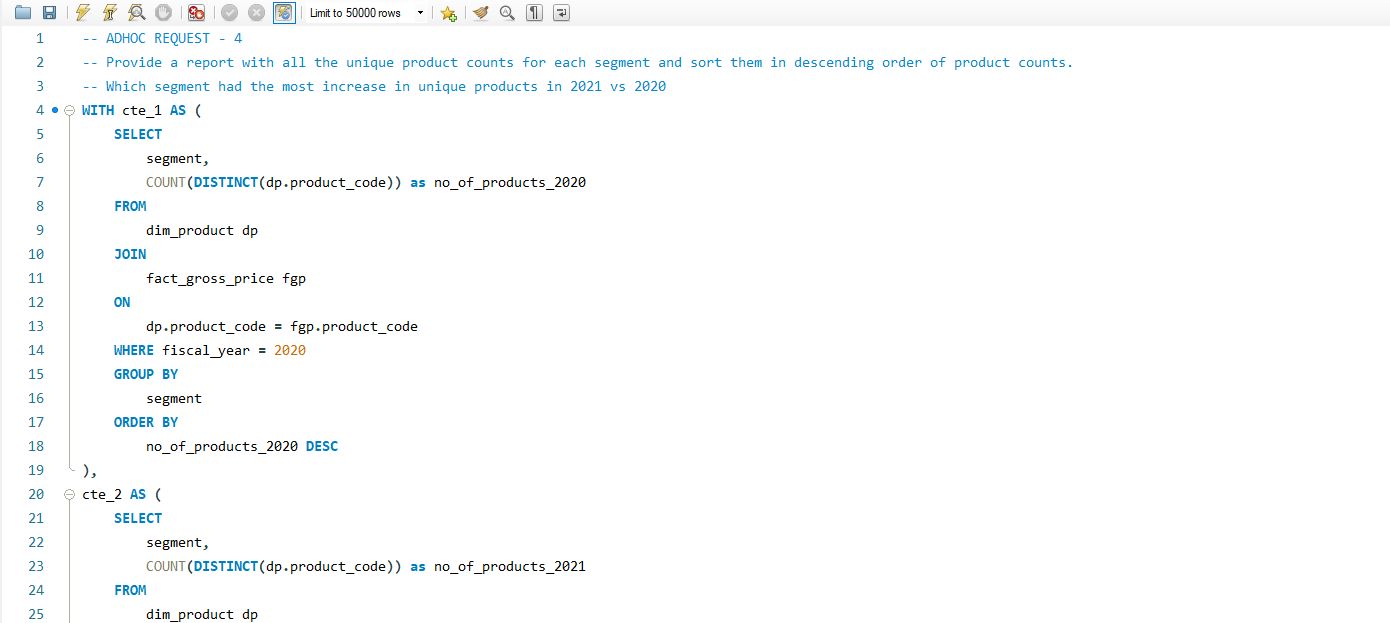 Limit to 50000 rows
1 -- ADHOC REQUEST - 4
2 -- Provide a report with all the unique product counts for each segment and sort them in descending order of product counts.
3 -- Which segment had the most increase in unique products in 2021 vs 2020
4 WITH cte_1 AS (
5 SELECT
6 segment,
7 COUNT(DISTINCT(dp.product_code)) as no_of_products_2020
8 FROM
9 dim_product dp
10 JOIN
11 fact_gross_price fgp
12 ON
13 dp.product_code = fgp.product_code
14 WHERE fiscal_year = 2020
15 GROUP BY
16 segment
17 ORDER BY
18 no_of_products_2020 DESC
19 ),
20 cte_2 AS (
21 SELECT
22 segment,
23 COUNT(DISTINCT(dp.product_code)) as no_of_products_2021
24 FROM
25 dim_product dp